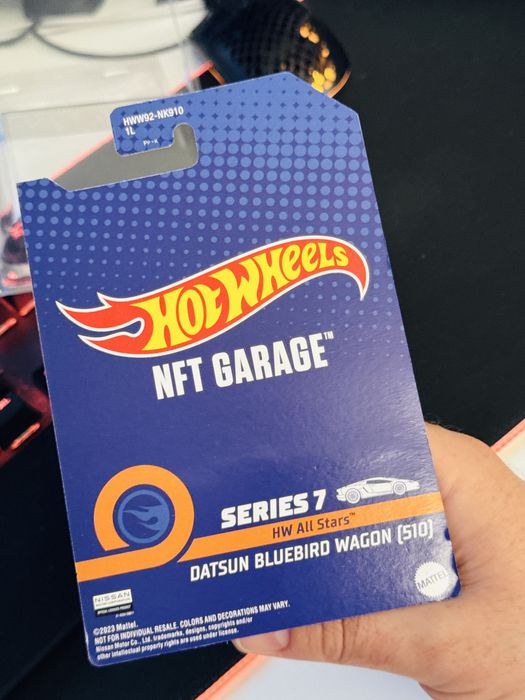 HWW92-NK910
1L
HOT WHEELS
NFT GARAGE™
SERIES 7
HW All Stars™
DATSUN BLUEBIRD WAGON (510)
MATTEL
NISSAN
©2023 Mattel.
NOT FOR INDIVIDUAL RESALE. COLORS AND DECORATIONS MAY VARY.
Nissan Motor Co., Ltd. trademarks, designs, copyrights and/or
other intellectual property rights are used under license.